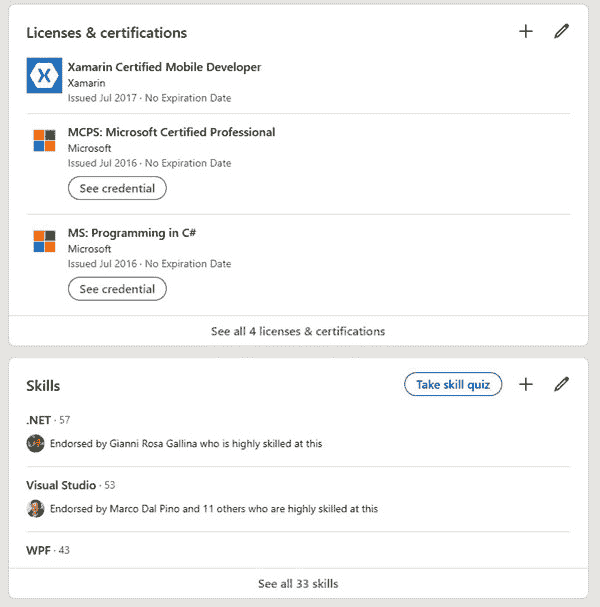 Licenses & certifications
Xamarin Certified Mobile Developer
Xamarin
Issued Jul 2017 · No Expiration Date
MCPS: Microsoft Certified Professional
Microsoft
Issued Jul 2016 · No Expiration Date
See credential
MS: Programming in C#
Microsoft
Issued Jul 2016 · No Expiration Date
See credential
See all 4 licenses & certifications
Skills
Take skill quiz
.NET · 57
Endorsed by Gianni Rosa Gallina who is highly skilled at this
Visual Studio · 53
Endorsed by Marco Dal Pino and 11 others who are highly skilled at this
WPF · 43
See all 33 skills